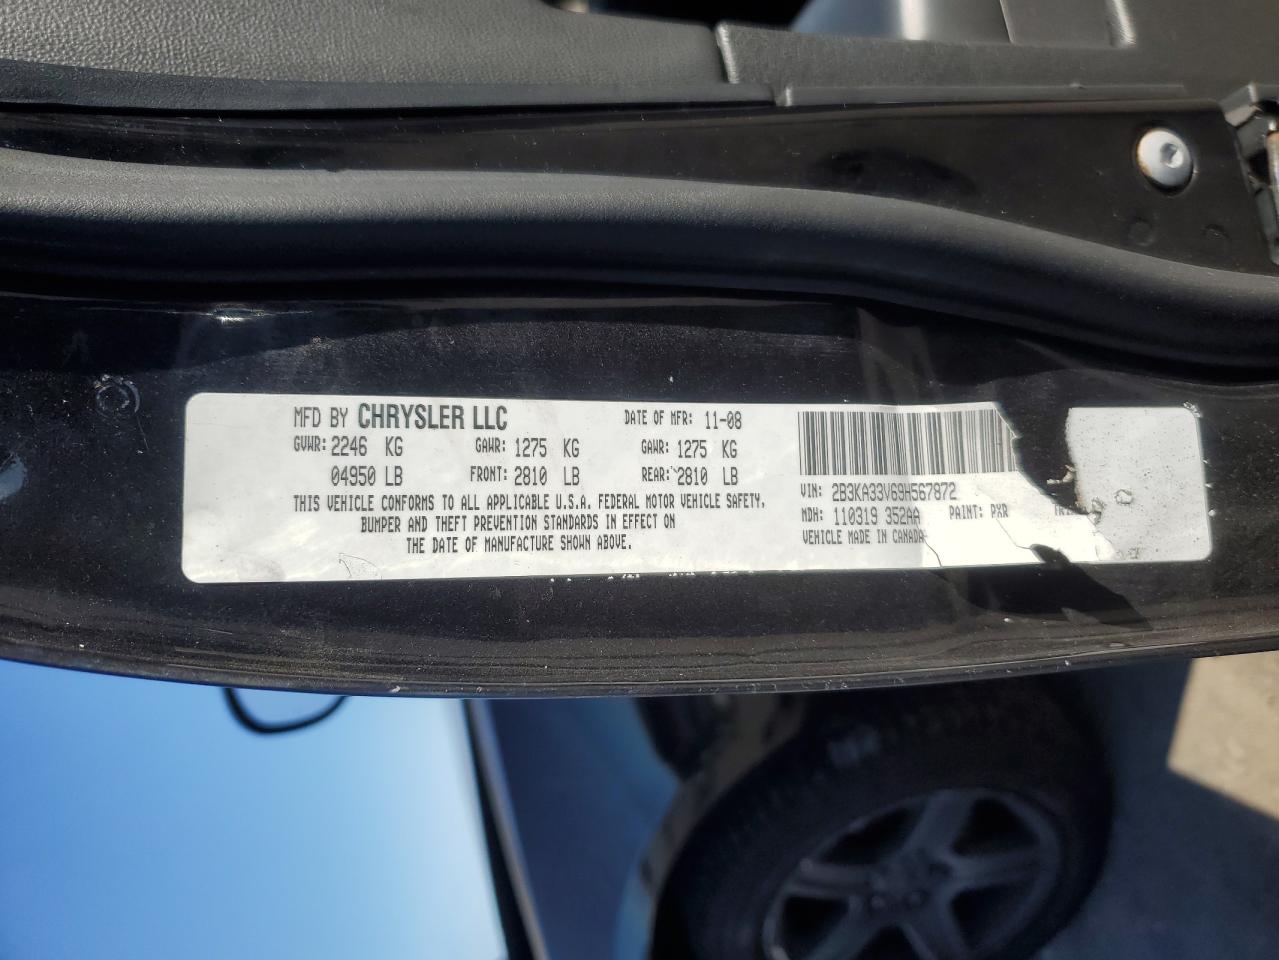 MFD BY CHRYSLER LLC DATE OF MFR: 11-08
GVWR: 2246 KG GAWR: 1275 KG GAWR: 1275 KG
04950 LB FRONT: 2810 LB REAR: 2810 LB
THIS VEHICLE CONFORMS TO ALL APPLICABLE U.S.A. FEDERAL MOTOR VEHICLE SAFETY,
BUMPER AND THEFT PREVENTION STANDARDS IN EFFECT ON
THE DATE OF MANUFACTURE SHOWN ABOVE.
VIN: 2B3KA33V69H567872
MDH: 110319 352AA PAINT: PXR
VEHICLE MADE IN CANADA